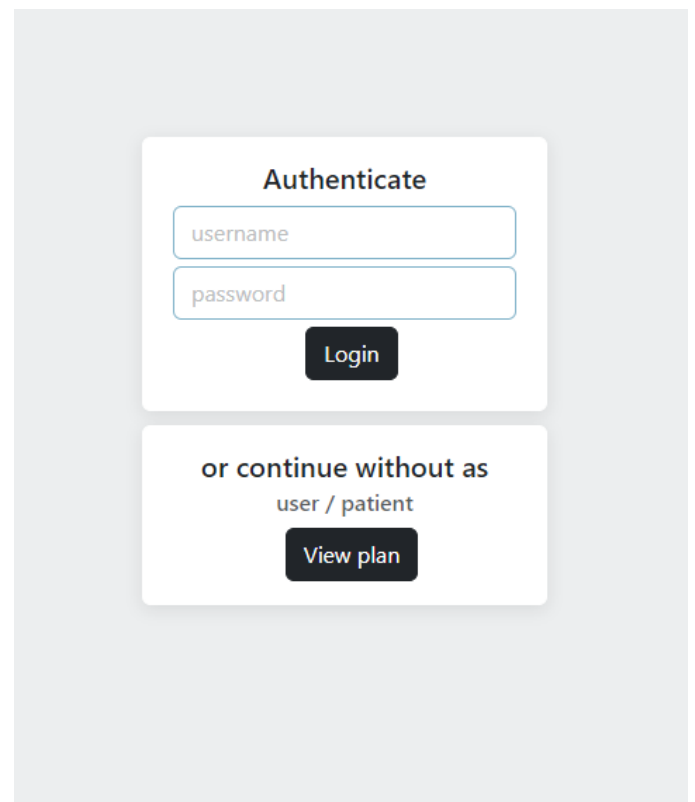 Authenticate
username
password
Login
or continue without as
user / patient
View plan